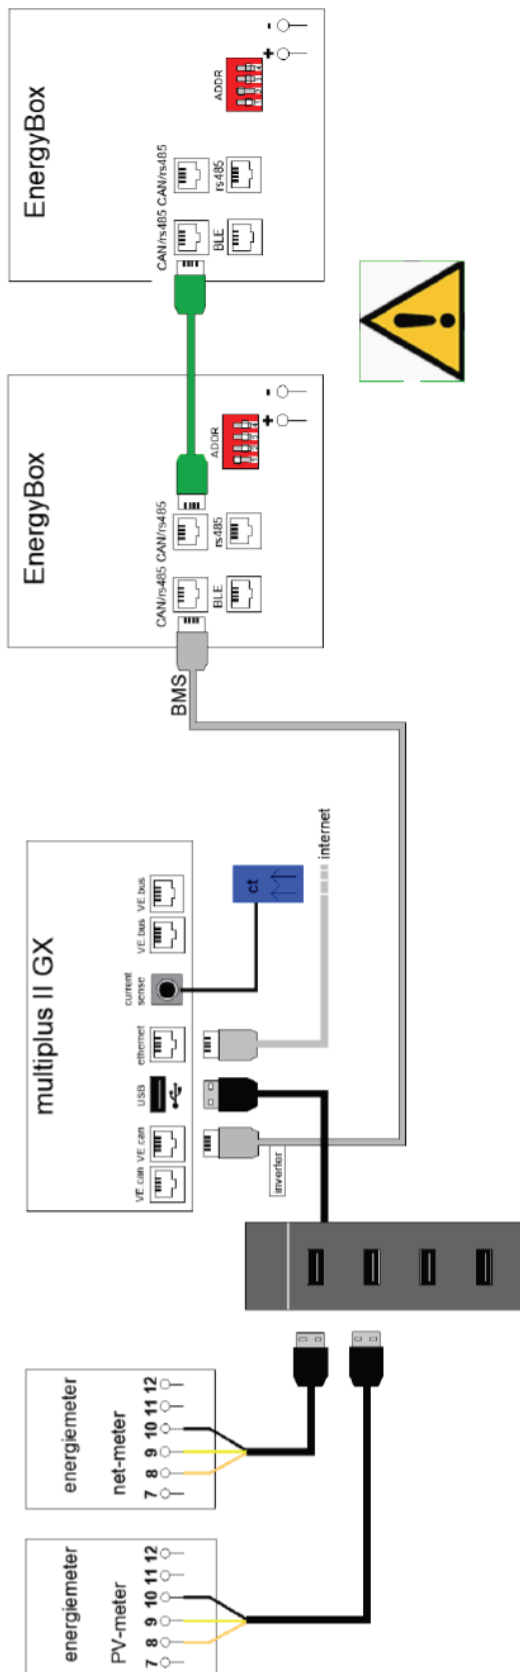 energiemeter
PV-meter
7 8 9 10 11 12
energiemeter
net-meter
7 8 9 10 11 12
multiplus II GX
VE.can VE.can USB ethernet current sense VE.bus VE.bus
inverter
ct
internet
BMS
EnergyBox
CAN/rs485 CAN/rs485
BLE rs485
ADDR
+ -
EnergyBox
CAN/rs485 CAN/rs485
BLE rs485
ADDR
+ -